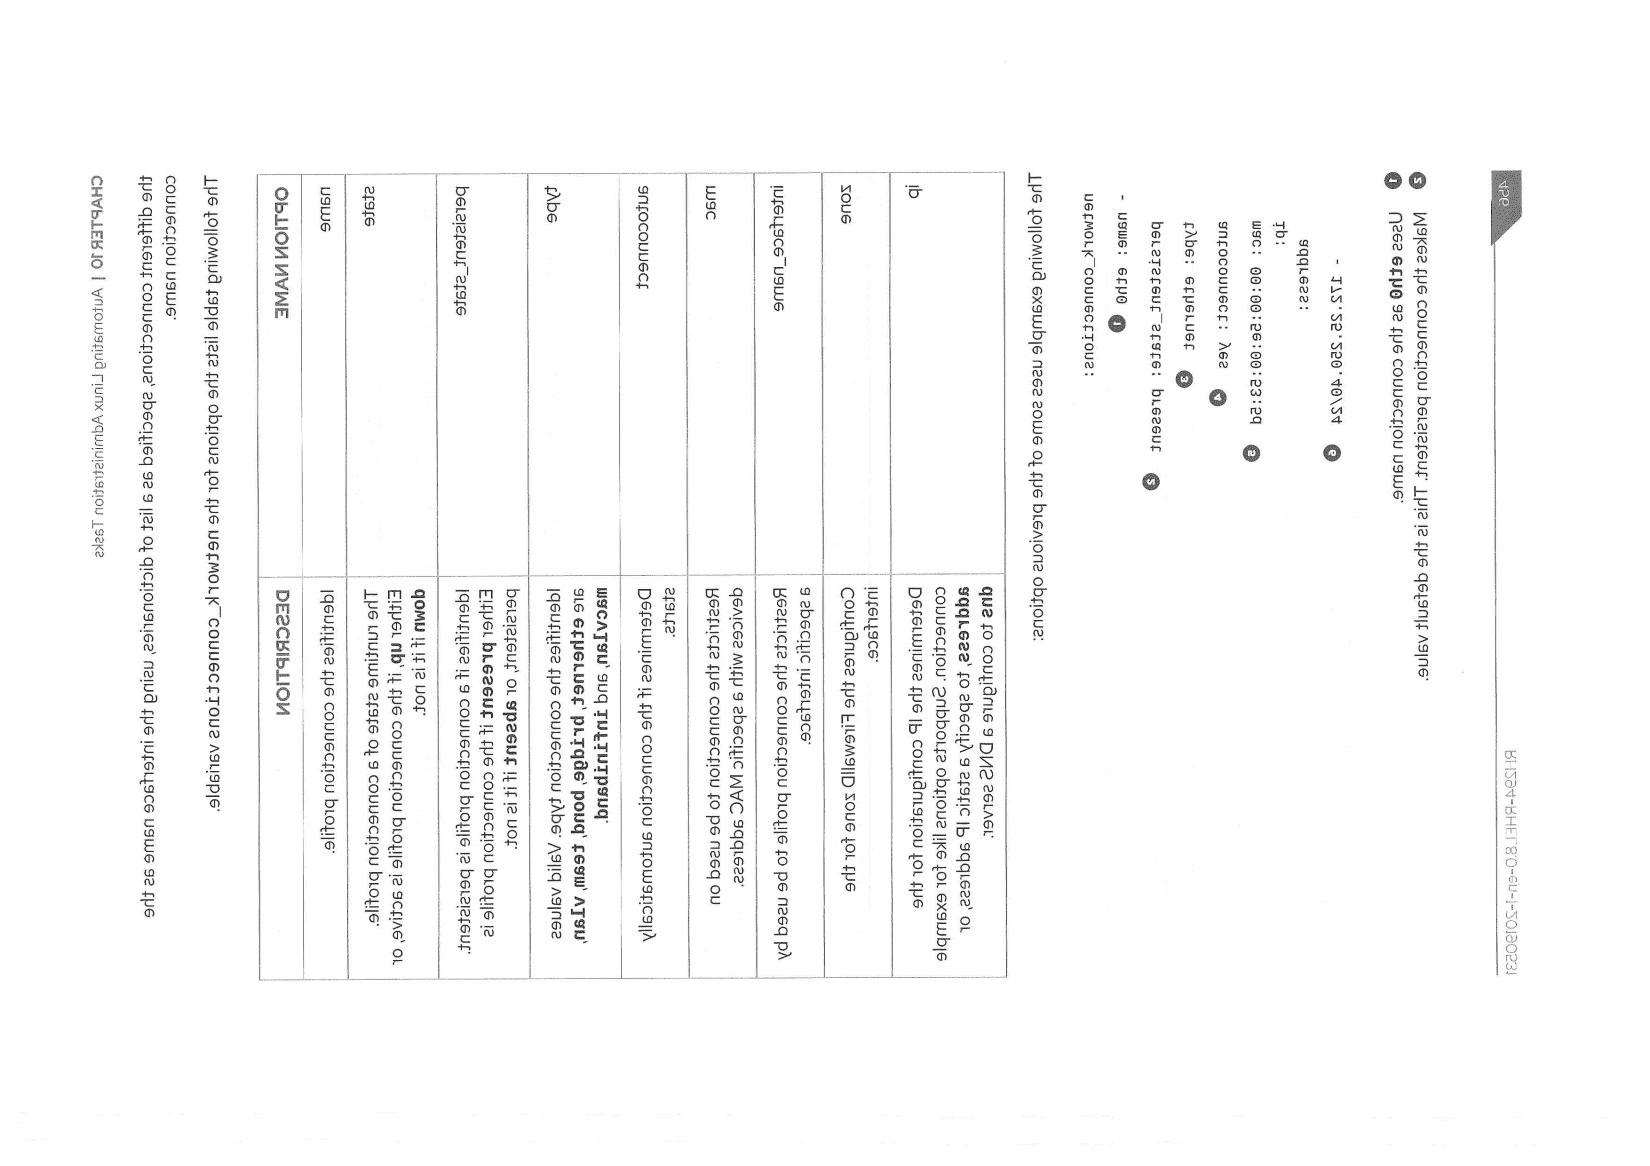 CHAPTER 10 | Automating Linux Administration Tasks
the different connections, specified as a list of dictionaries, using the interface name as the
connection name.
The following table lists the options for the network_connections variable.
OPTION NAME DESCRIPTION
name Identifies the connection profile.
state The runtime state of a connection profile.
Either up, if the connection profile is active, or
down if it is not.
persistent_state Identifies if a connection profile is persistent.
Either present if the connection profile is
persistent, or absent if it is not.
type Identifies the connection type. Valid values
are ethernet, bridge, bond, team, vlan,
macvlan, and infiniband.
autoconnect Determines if the connection automatically
starts.
mac Restricts the connection to be used on
devices with a specific MAC address.
interface_name Restricts the connection profile to be used by
a specific interface.
zone Configures the FirewallD zone for the
interface.
ip Determines the IP configuration for the
connection. Supports options like for example
address, to specify a static IP address, or
dns to configure a DNS server.
The following example uses some of the previous options:
network_connections:
- name: eth0 1
persistent_state: present 2
type: ethernet 3
autoconnect: yes 4
mac: 00:00:5e:00:53:5d 5
ip:
address:
- 172.25.250.40/24 6
1 Uses eth0 as the connection name.
2 Makes the connection persistent. This is the default value.
454 RH294-RHEL8.0-en-1-20190531